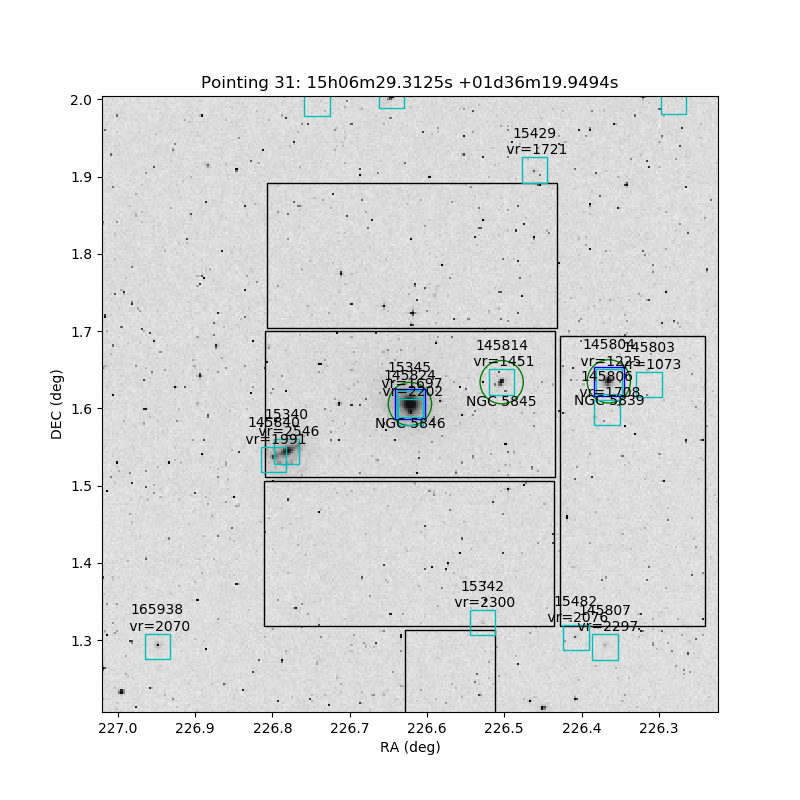 Pointing 31: 15h06m29.3125s +01d36m19.9494s
2.0
1.9
1.8
1.7
1.6
1.5
1.4
1.3
DEC (deg)
15429
vr=1721
145814
vr=1451
NGC 5845
15345
145824
vr=1697
vr=2202
NGC 5846
145804
vr=1225
145803
vr=1073
145806
vr=1708
NGC 5839
15340
vr=2546
145840
vr=1991
15342
vr=2300
15482
vr=2076
145807
vr=2297
165938
vr=2070
227.0 226.9 226.8 226.7 226.6 226.5 226.4 226.3
RA (deg)